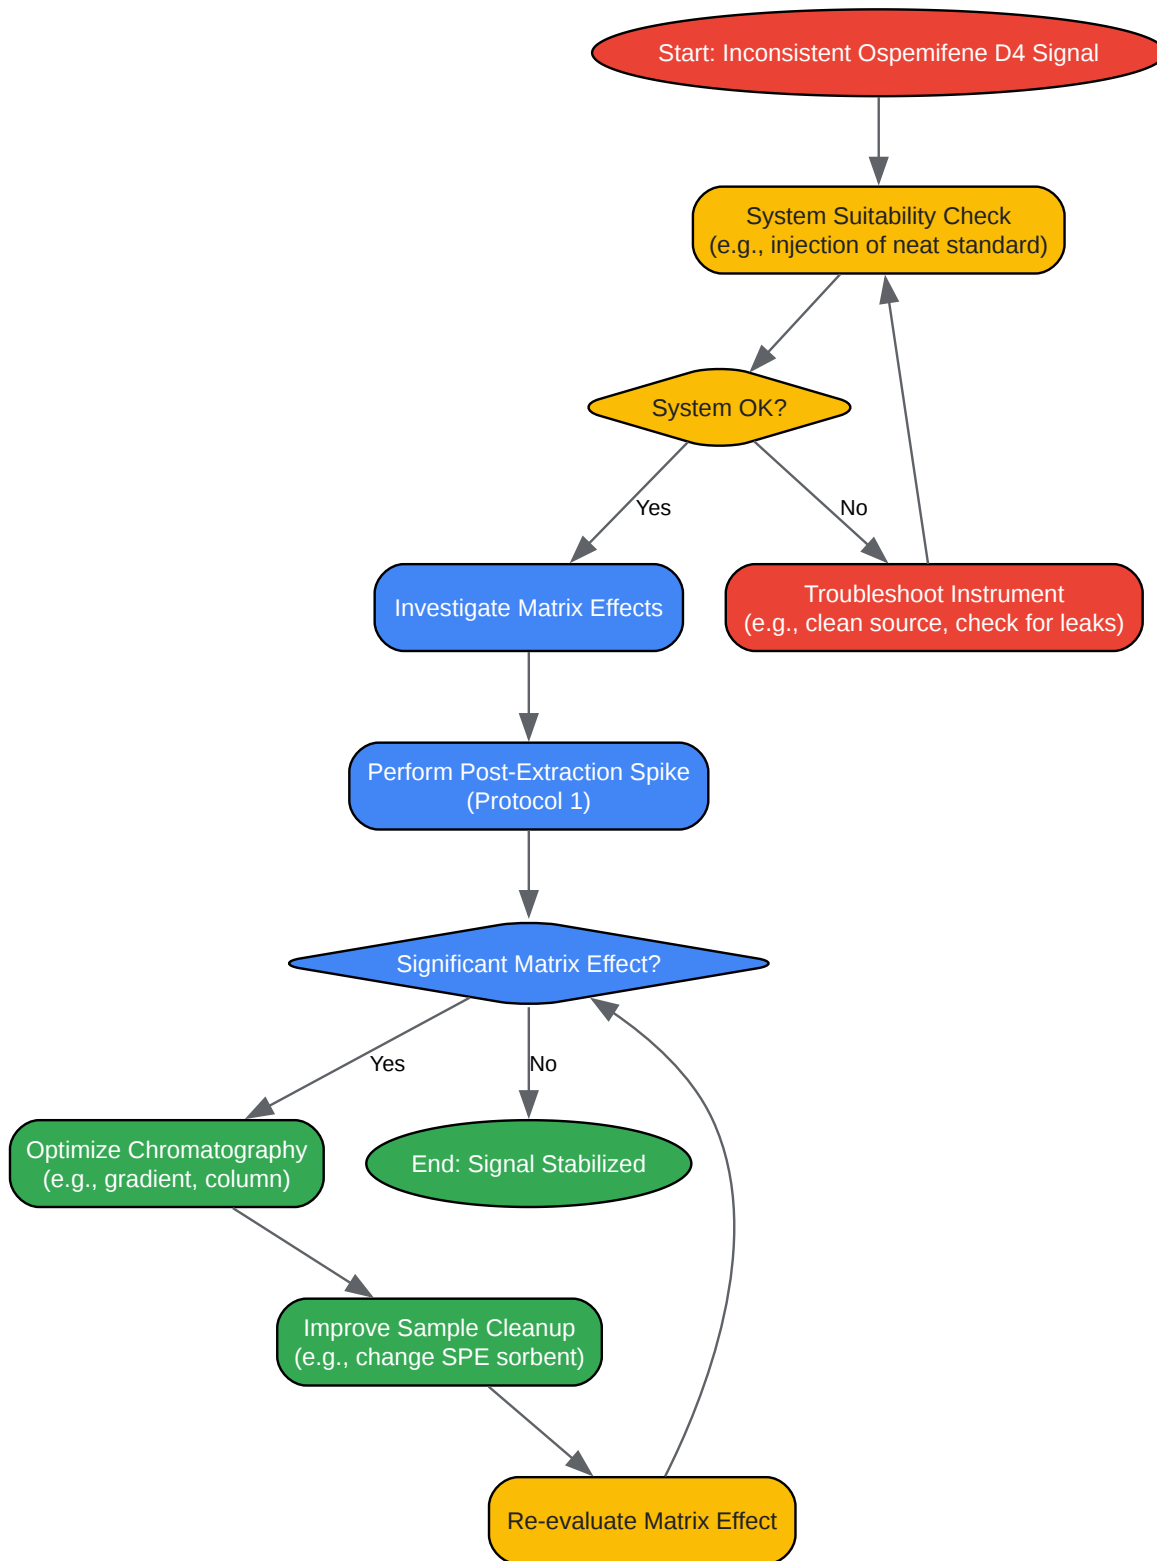 Start: Inconsistent Ospemifene D4 Signal
System Suitability Check
(e.g., injection of neat standard)
System OK?
Yes
No
Investigate Matrix Effects
Troubleshoot Instrument
(e.g., clean source, check for leaks)
Perform Post-Extraction Spike
(Protocol 1)
Significant Matrix Effect?
Yes
No
Optimize Chromatography
(e.g., gradient, column)
End: Signal Stabilized
Improve Sample Cleanup
(e.g., change SPE sorbent)
Re-evaluate Matrix Effect